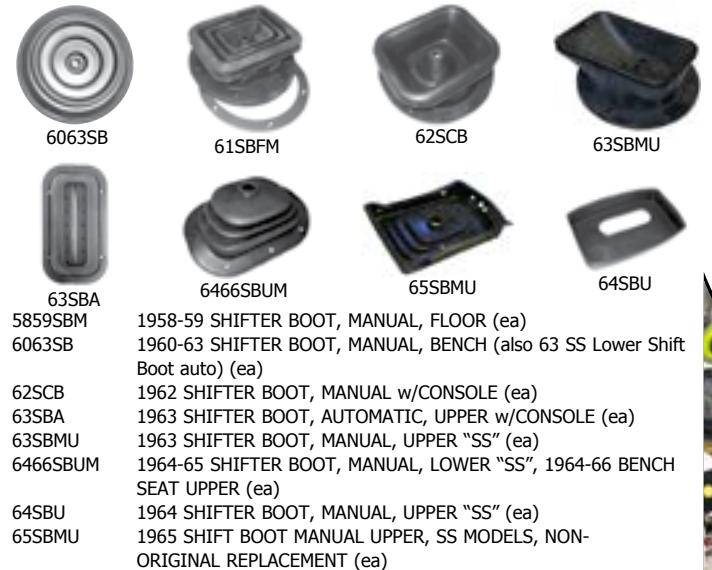 6063SB
61SBFM
62SCB
63SBMU
63SBA
6466SBUM
65SBMU
64SBU
5859SBM 1958-59 SHIFTER BOOT, MANUAL, FLOOR (ea)
6063SB 1960-63 SHIFTER BOOT, MANUAL, BENCH (also 63 SS Lower Shift
Boot auto) (ea)
62SCB 1962 SHIFTER BOOT, MANUAL w/CONSOLE (ea)
63SBA 1963 SHIFTER BOOT, AUTOMATIC, UPPER w/CONSOLE (ea)
63SBMU 1963 SHIFTER BOOT, MANUAL, UPPER “SS” (ea)
6466SBUM 1964-65 SHIFTER BOOT, MANUAL, LOWER “SS”, 1964-66 BENCH
SEAT UPPER (ea)
64SBU 1964 SHIFTER BOOT, MANUAL, UPPER “SS” (ea)
65SBMU 1965 SHIFT BOOT MANUAL UPPER, SS MODELS, NON-
ORIGINAL REPLACEMENT (ea)